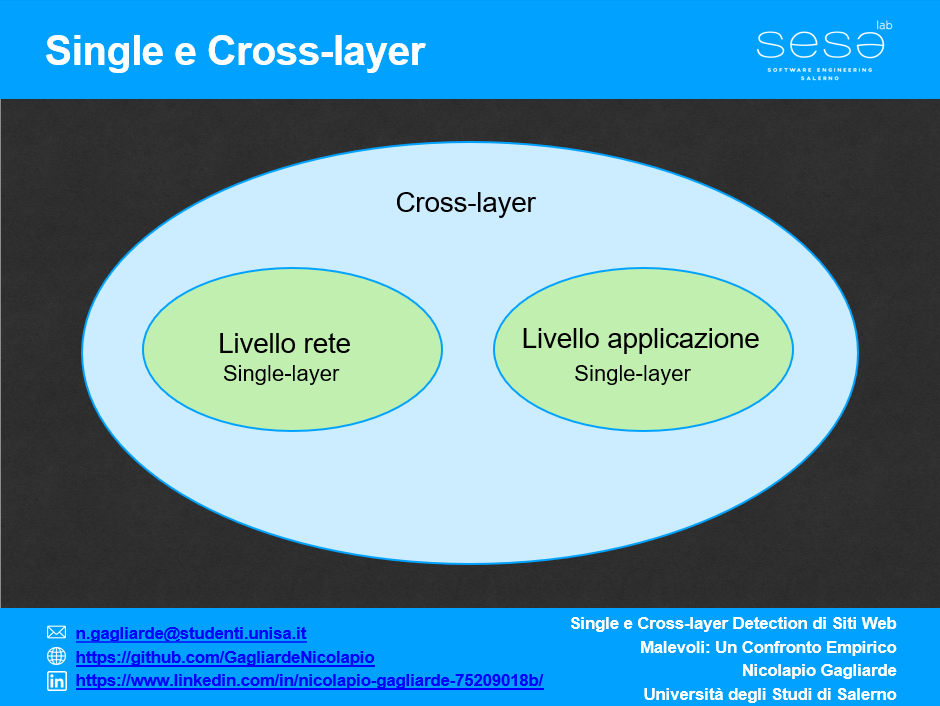 Single e Cross-layer
sesa lab
SOFTWARE ENGINEERING
SALERNO
Cross-layer
Livello rete
Single-layer
Livello applicazione
Single-layer
n.gagliarde@studenti.unisa.it
https://github.com/GagliardeNicolapio
https://www.linkedin.com/in/nicolapio-gagliarde-75209018b/
Single e Cross-layer Detection di Siti Web
Malevoli: Un Confronto Empirico
Nicolapio Gagliarde
Università degli Studi di Salerno